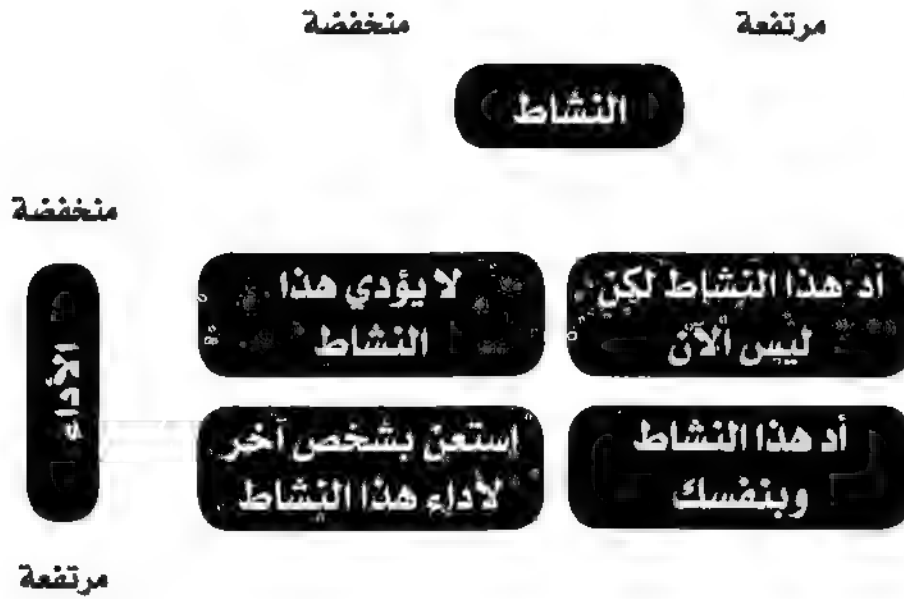 مرتفعة
منخفضة
النشاط
منخفضة
أد هذا النشاط لكن
ليس الآن
لا يؤدي هذا
النشاط
الأداء
أد هذا النشاط
وبنفسك
إستعن بشخص آخر
لأداء هذا النشاط
مرتفعة